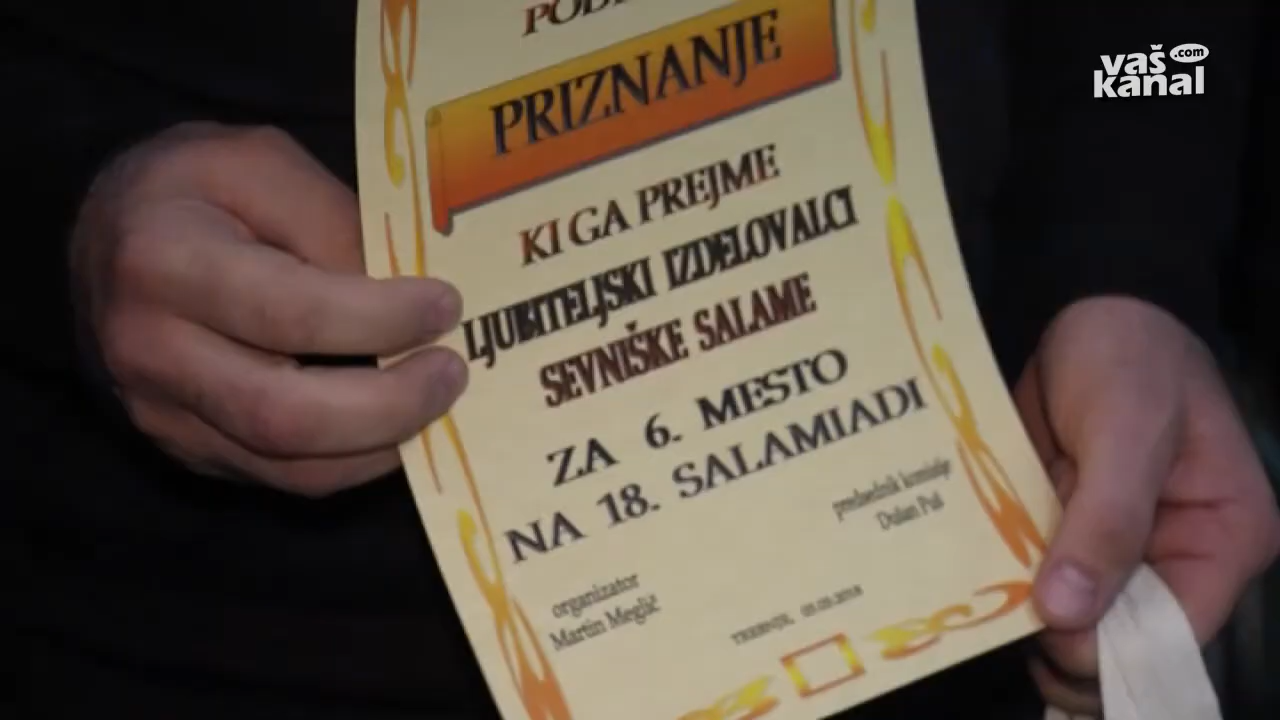 vaš .com
kanal
PRIZNANJE
KI GA PREJME
LJUBITELJSKI IZDELOVALCI
SEVNIŠKE SALAME
ZA 6. MESTO
NA 18. SALAMIADI
predsednik komisije
Dušan
organizator
Martin Meglič
TREBNJE,